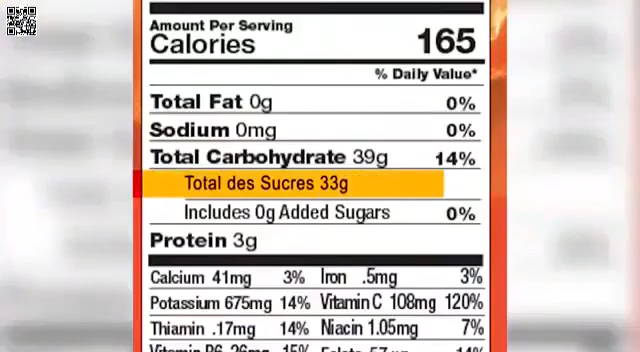 Amount Per Serving
Calories 165
% Daily Value*
Total Fat 0g 0%
Sodium 0mg 0%
Total Carbohydrate 39g 14%
Total des Sucres 33g
Includes 0g Added Sugars 0%
Protein 3g
Calcium 41mg 3% Iron .5mg 3%
Potassium 675mg 14% Vitamin C 108mg 120%
Thiamin .17mg 14% Niacin 1.05mg 7%